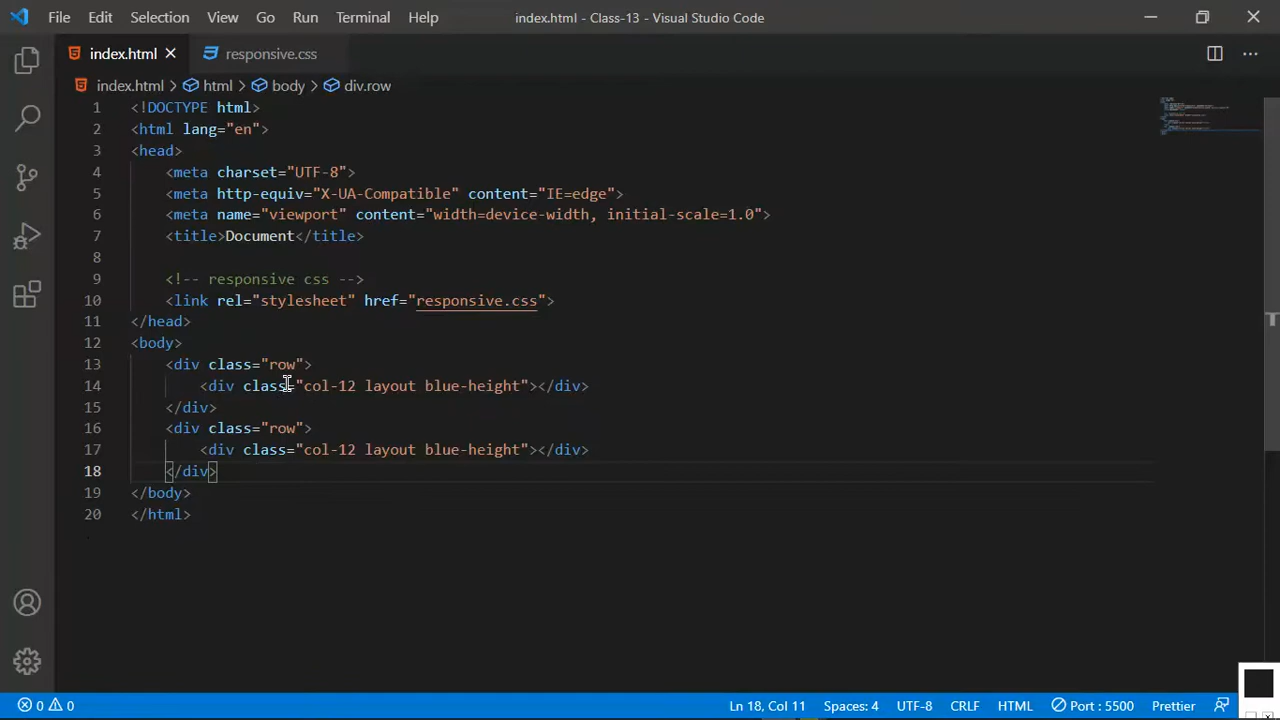 File Edit Selection View Go Run Terminal Help index.html - Class-13 - Visual Studio Code
index.html responsive.css
index.html > html > body > div.row
1 <!DOCTYPE html>
2 <html lang="en">
3 <head>
4 <meta charset="UTF-8">
5 <meta http-equiv="X-UA-Compatible" content="IE=edge">
6 <meta name="viewport" content="width=device-width, initial-scale=1.0">
7 <title>Document</title>
8
9 <!-- responsive css -->
10 <link rel="stylesheet" href="responsive.css">
11 </head>
12 <body>
13 <div class="row">
14 <div class="col-12 layout blue-height"></div>
15 </div>
16 <div class="row">
17 <div class="col-12 layout blue-height"></div>
18 </div>
19 </body>
20 </html>
0 0 Ln 18, Col 11 Spaces: 4 UTF-8 CRLF HTML Port : 5500 Prettier